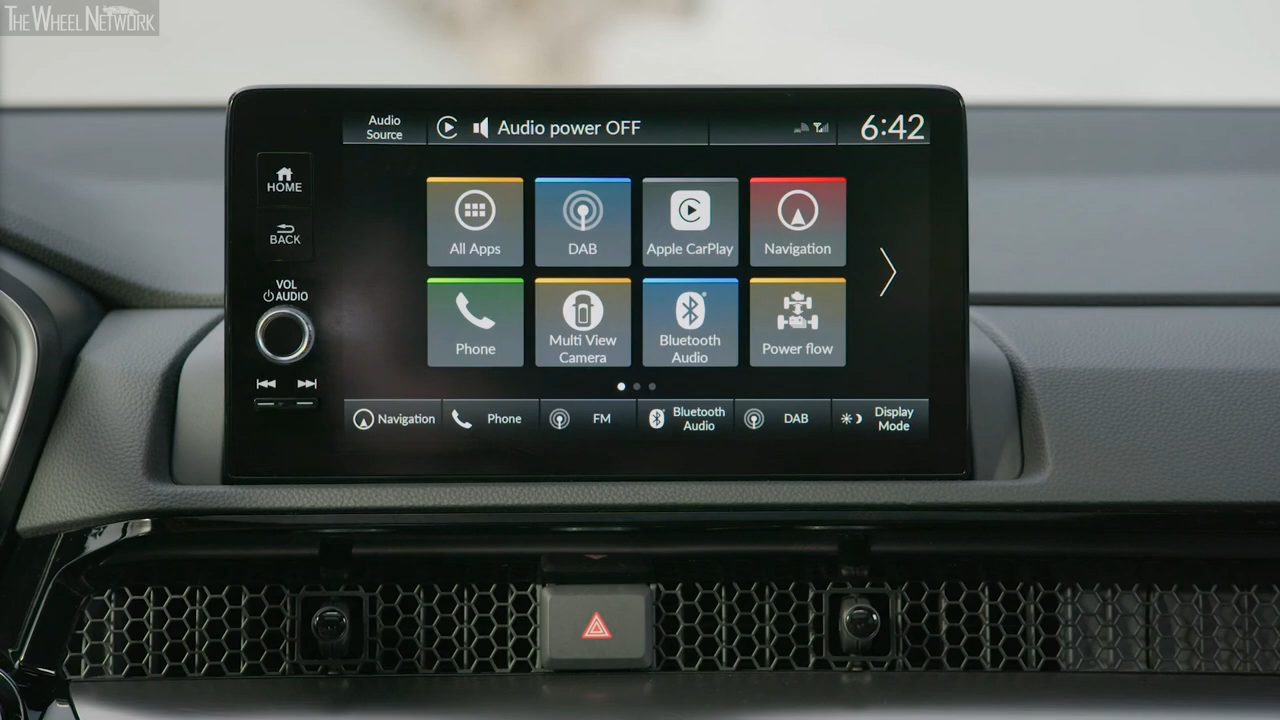 THE WHEEL NETWORK
Audio
Source
Audio power OFF
6:42
HOME
BACK
VOL
AUDIO
All Apps
DAB
Apple CarPlay
Navigation
Phone
Multi View
Camera
Bluetooth
Audio
Power flow
Navigation
Phone
FM
Bluetooth
Audio
DAB
Display
Mode